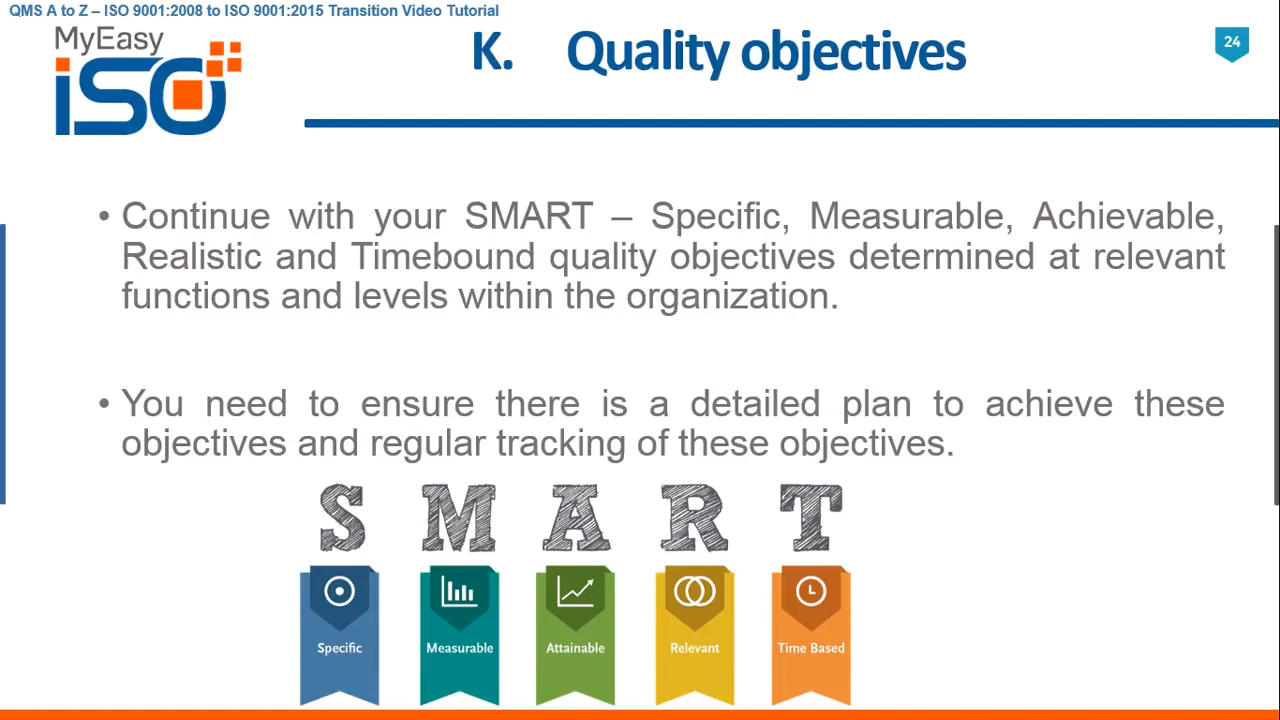 QMS A to Z – ISO 9001:2008 to ISO 9001:2015 Transition Video Tutorial
MyEasy
iSO
K. Quality objectives
24
• Continue with your SMART – Specific, Measurable, Achievable,
Realistic and Timebound quality objectives determined at relevant
functions and levels within the organization.
• You need to ensure there is a detailed plan to achieve these
objectives and regular tracking of these objectives.
S M A R T
Specific Measurable Attainable Relevant Time Based